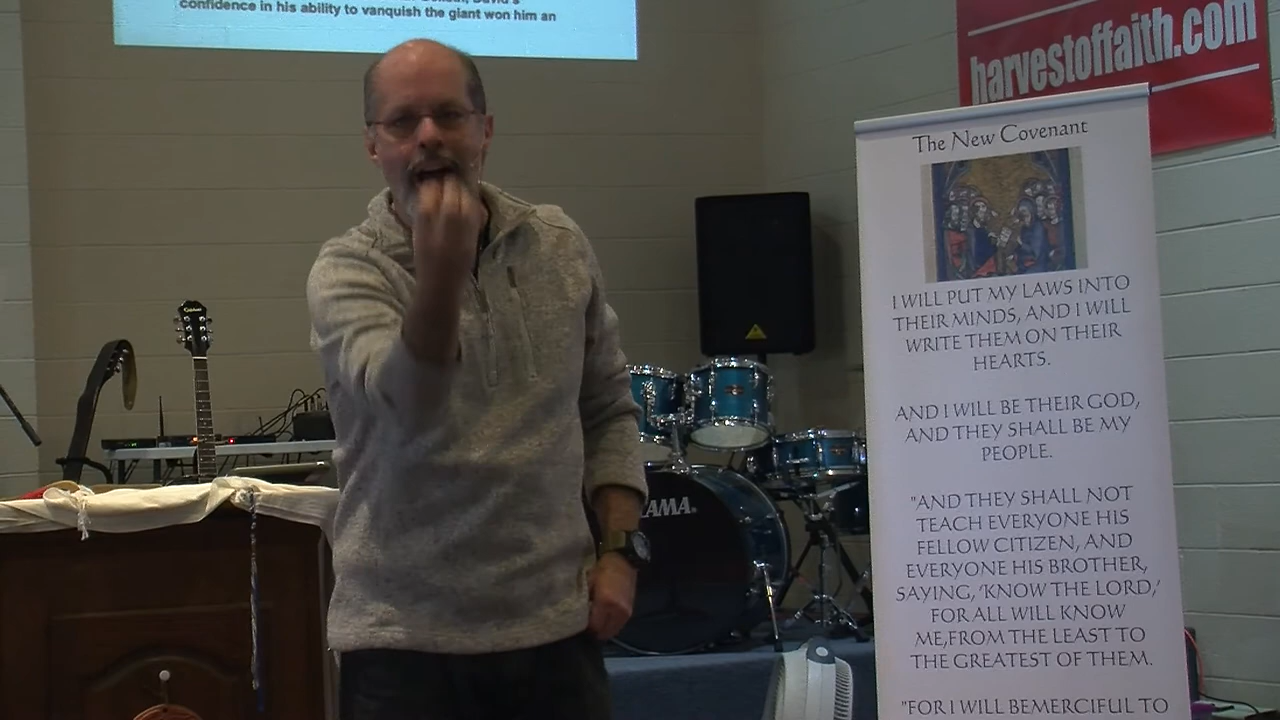 confidence in his ability to vanquish the giant won him an
harvestoffaith.com
The New Covenant
I WILL PUT MY LAWS INTO
THEIR MINDS, AND I WILL
WRITE THEM ON THEIR
HEARTS.
AND I WILL BE THEIR GOD,
AND THEY SHALL BE MY
PEOPLE.
"AND THEY SHALL NOT
TEACH EVERYONE HIS
FELLOW CITIZEN, AND
EVERYONE HIS BROTHER,
SAYING, 'KNOW THE LORD,'
FOR ALL WILL KNOW
ME,FROM THE LEAST TO
THE GREATEST OF THEM.
"FOR I WILL BEMERCIFUL TO
Epiphone
TAMA